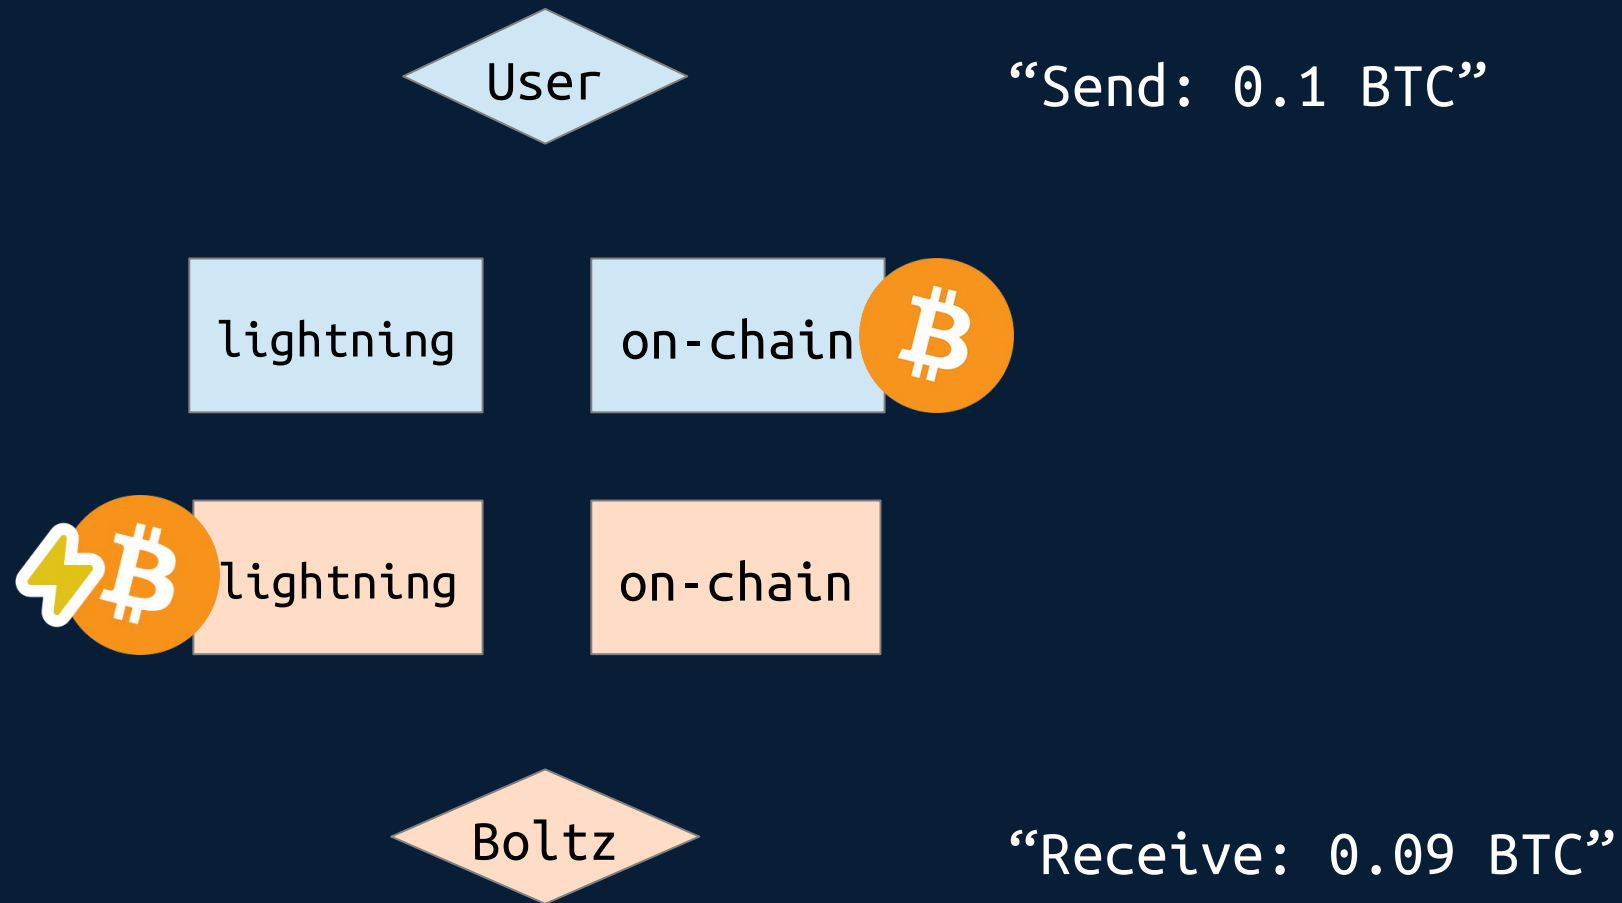 User
“Send: 0.1 BTC”
lightning
on-chain
lightning
on-chain
Boltz
“Receive: 0.09 BTC”